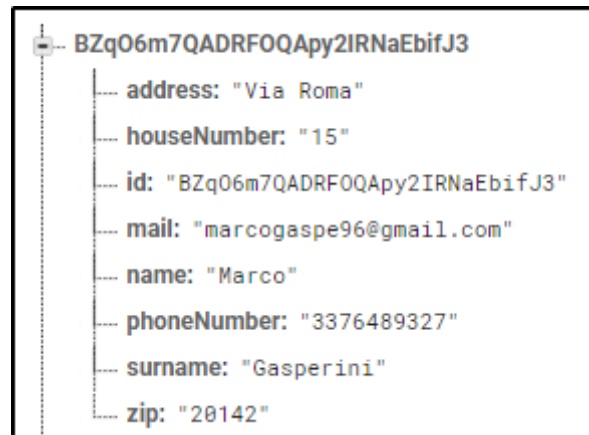 BZqO6m7QADRFOQApy2IRNaEbifJ3
address: "Via Roma"
houseNumber: "15"
id: "BZqO6m7QADRFOQApy2IRNaEbifJ3"
mail: "marcogaspe96@gmail.com"
name: "Marco"
phoneNumber: "3376489327"
surname: "Gasperini"
zip: "20142"